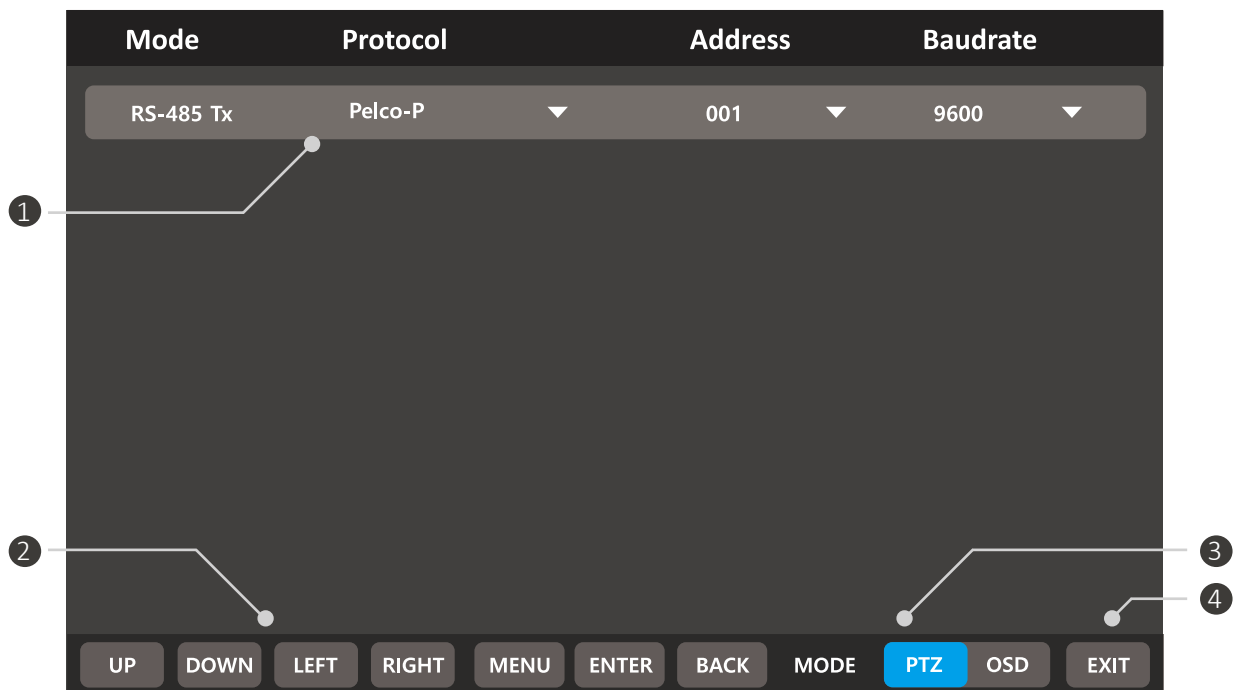 Mode Protocol Address Baudrate
RS-485 Tx Pelco-P 001 9600
1
2
3
4
UP DOWN LEFT RIGHT MENU ENTER BACK MODE PTZ OSD EXIT